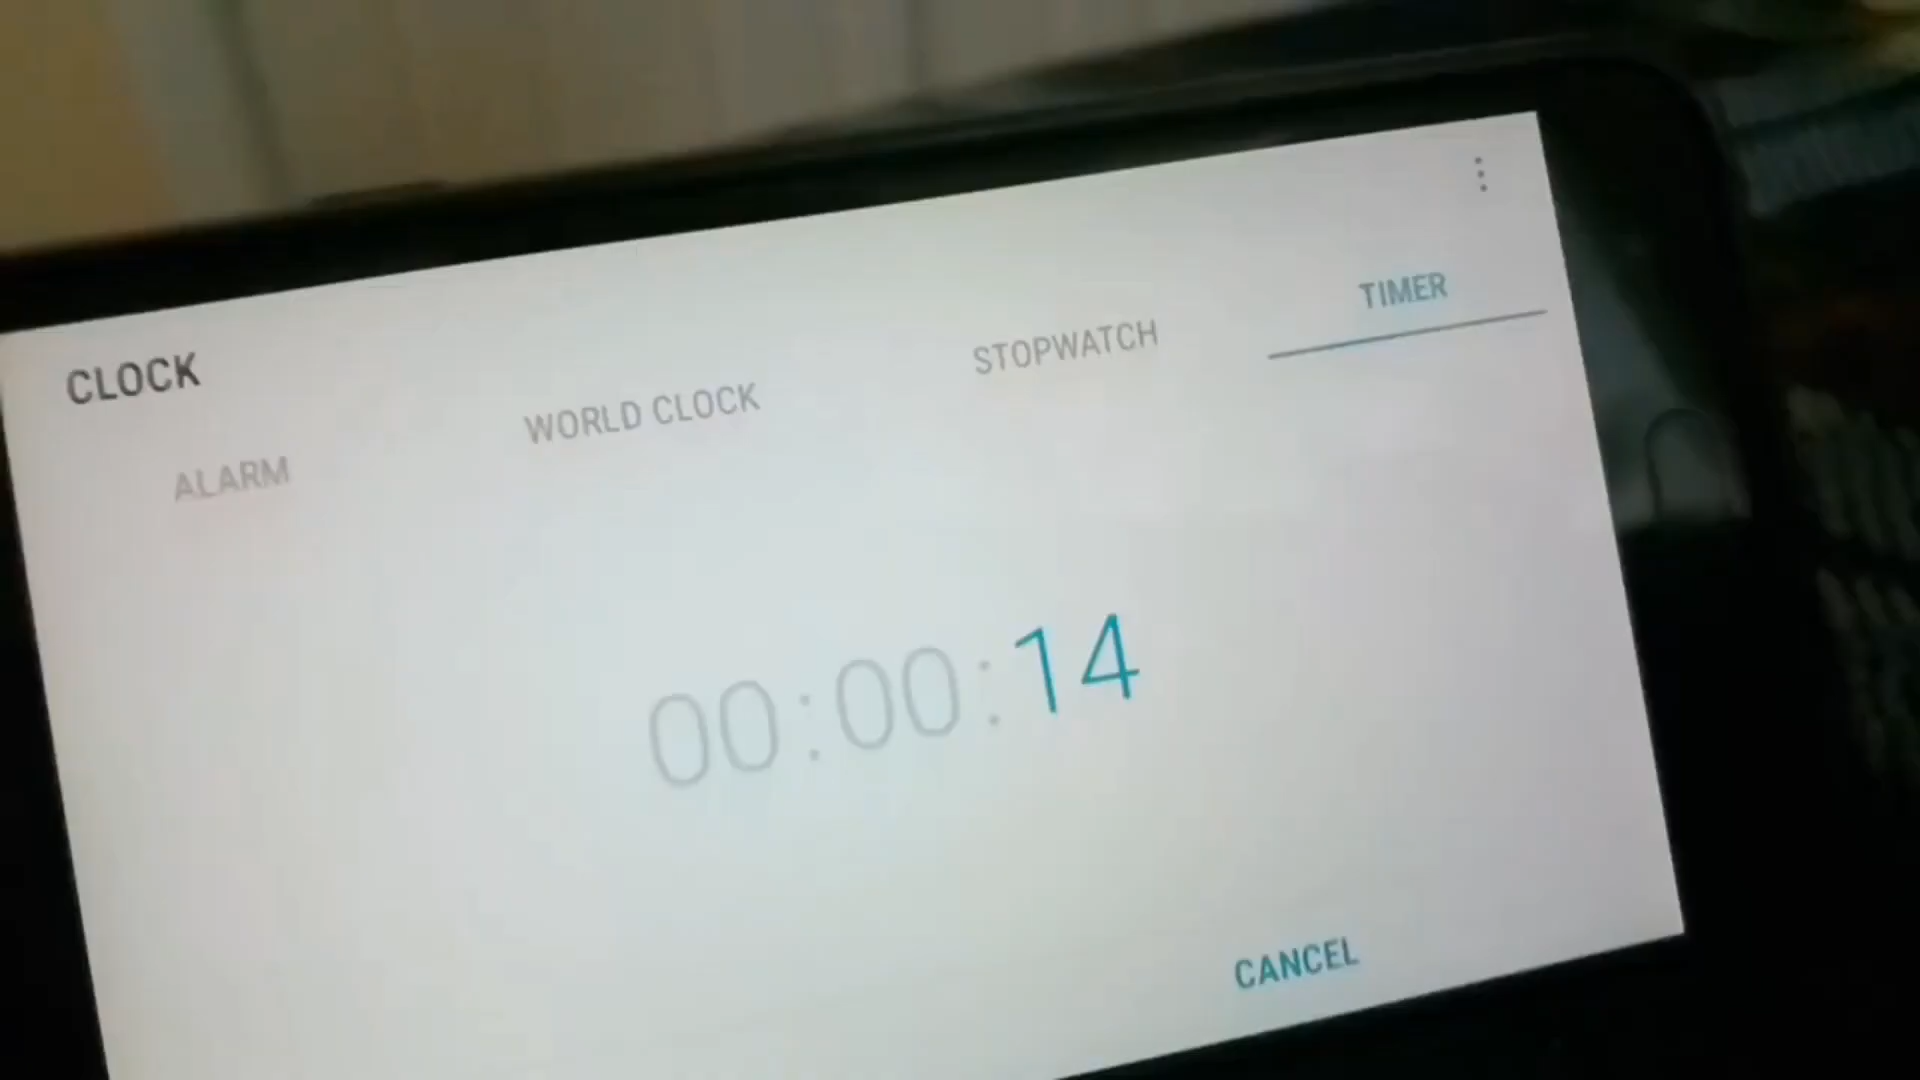 CLOCK
ALARM WORLD CLOCK STOPWATCH TIMER
00:00:14
CANCEL